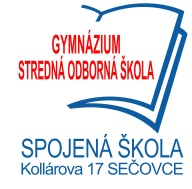 GYMNÁZIUM
STREDNÁ ODBORNÁ ŠKOLA
SPOJENÁ ŠKOLA
Kollárova 17 SEČOVCE